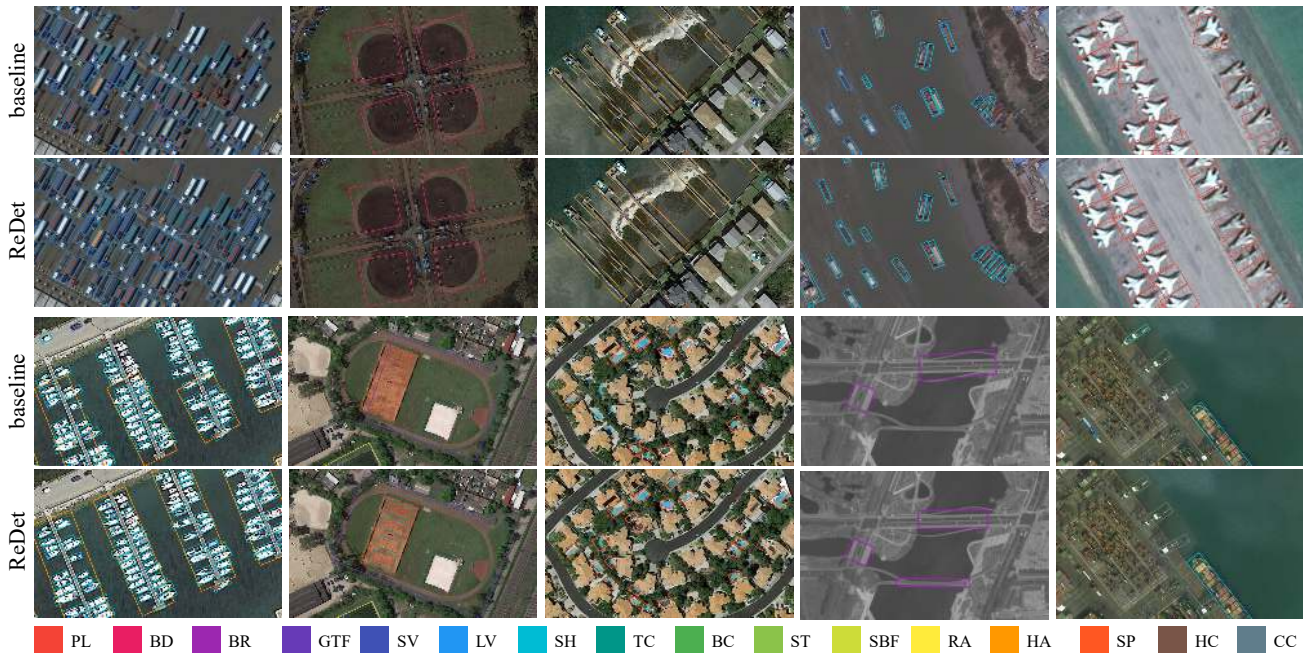 baseline
ReDet
baseline
ReDet
PL BD BR GTF SV LV SH TC BC ST SBF RA HA SP HC CC